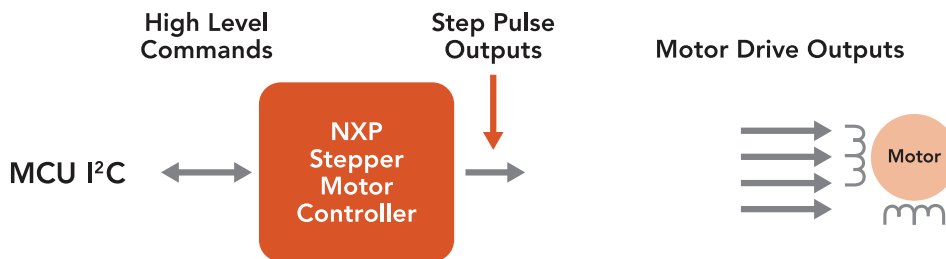 High Level
Commands
Step Pulse
Outputs
Motor Drive Outputs
MCU I²C
NXP
Stepper
Motor
Controller
Motor